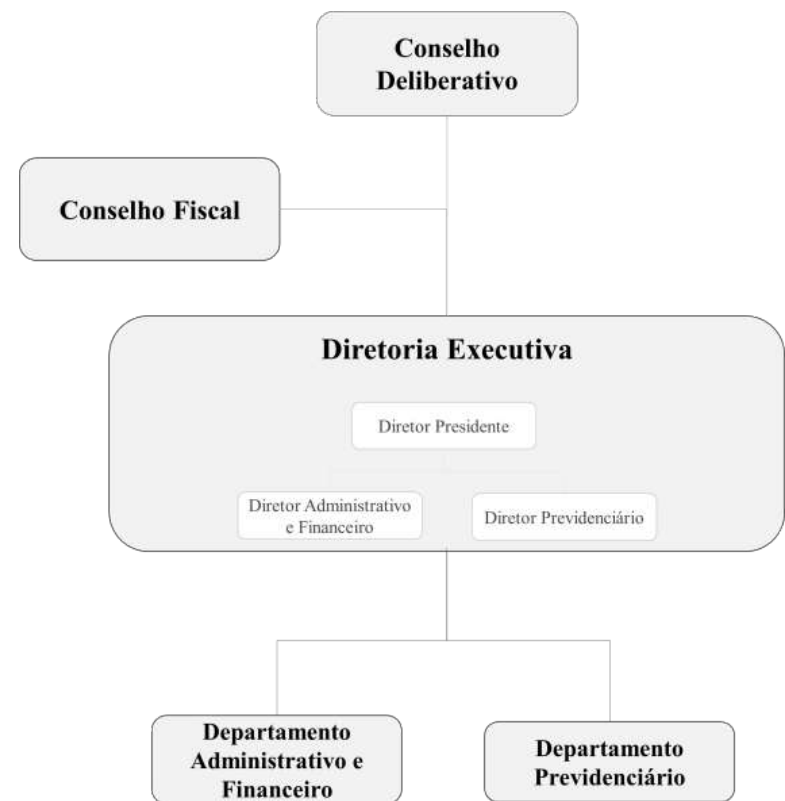 Conselho
Deliberativo
Conselho Fiscal
Diretoria Executiva
Diretor Presidente
Diretor Administrativo
e Financeiro
Diretor Previdenciário
Departamento
Administrativo e
Financeiro
Departamento
Previdenciário